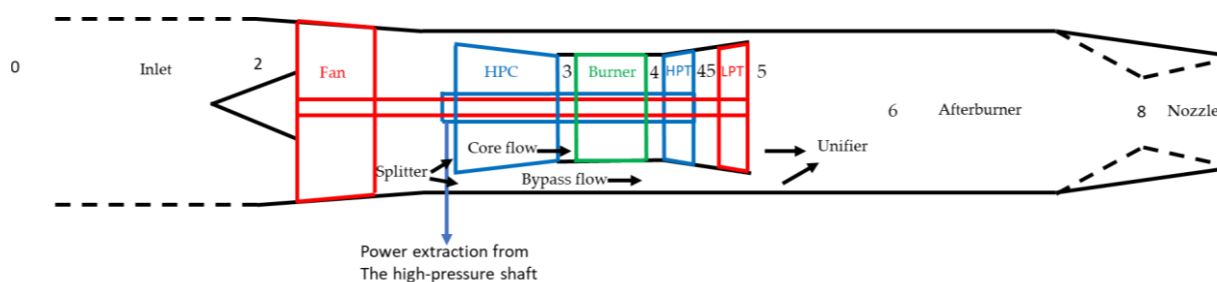 0 Inlet 2 Fan HPC 3 Burner 4 HPT 45 LPT 5
6 Afterburner 8 Nozzle
Core flow Unifier
Splitter Bypass flow
Power extraction from
The high-pressure shaft